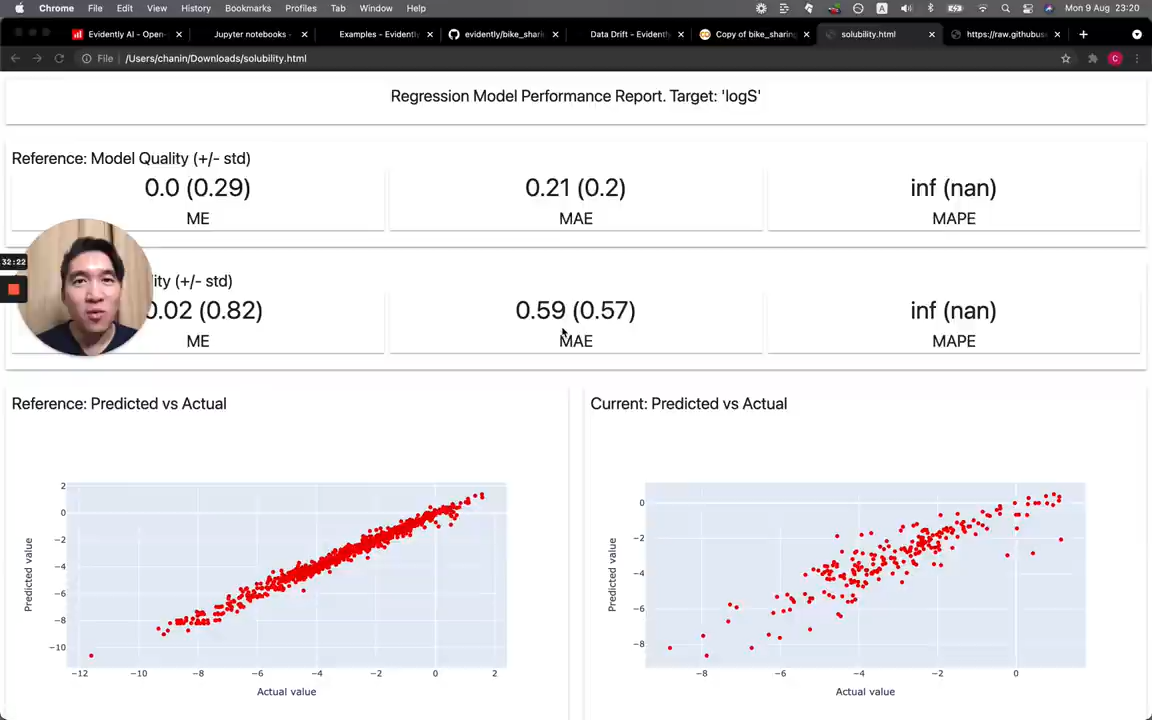 Chrome File Edit View History Bookmarks Profiles Tab Window Help A Mon 9 Aug 23:20
Evidently AI - Open- Jupyter notebooks - Examples - Evidentl evidently/bike_shari Data Drift - Evidentl Copy of bike_sharing solubility.html https://raw.githubus
File /Users/chanin/Downloads/solubility.html C
Regression Model Performance Report. Target: 'logS'
Reference: Model Quality (+/- std)
0.0 (0.29) 0.21 (0.2) inf (nan)
ME MAE MAPE
32:22
ity (+/- std)
0.02 (0.82) 0.59 (0.57) inf (nan)
ME MAE MAPE
Reference: Predicted vs Actual
Current: Predicted vs Actual
2
0
−2
−4
−6
−8
−10
Predicted value
−12 −10 −8 −6 −4 −2 0 2
Actual value
0
−2
−4
−6
−8
Predicted value
−8 −6 −4 −2 0
Actual value